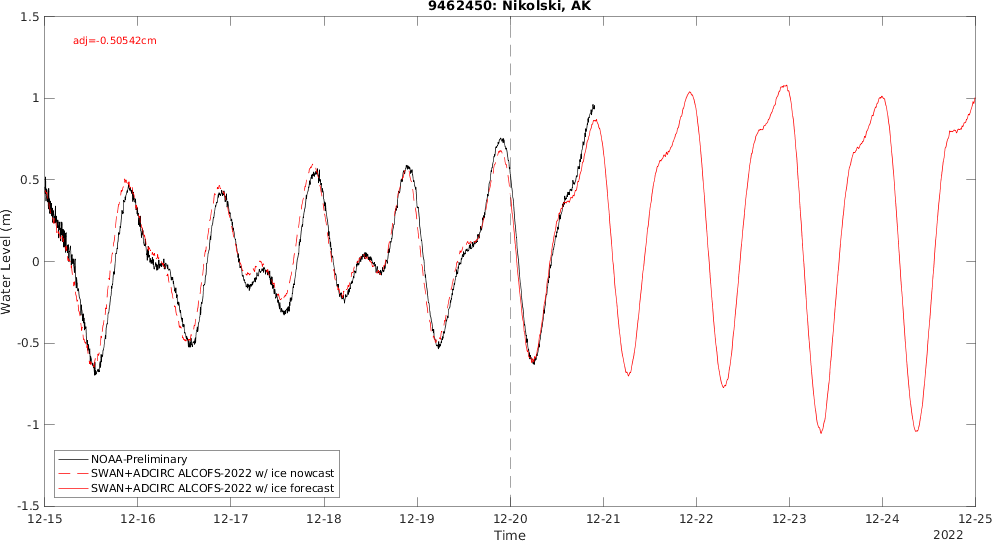 9462450: Nikolski, AK
adj=-0.50542cm
1.5
1
0.5
0
-0.5
-1
-1.5
Water Level (m)
NOAA-Preliminary
SWAN+ADCIRC ALCOFS-2022 w/ ice nowcast
SWAN+ADCIRC ALCOFS-2022 w/ ice forecast
12-15 12-16 12-17 12-18 12-19 12-20 12-21 12-22 12-23 12-24 12-25
Time
2022